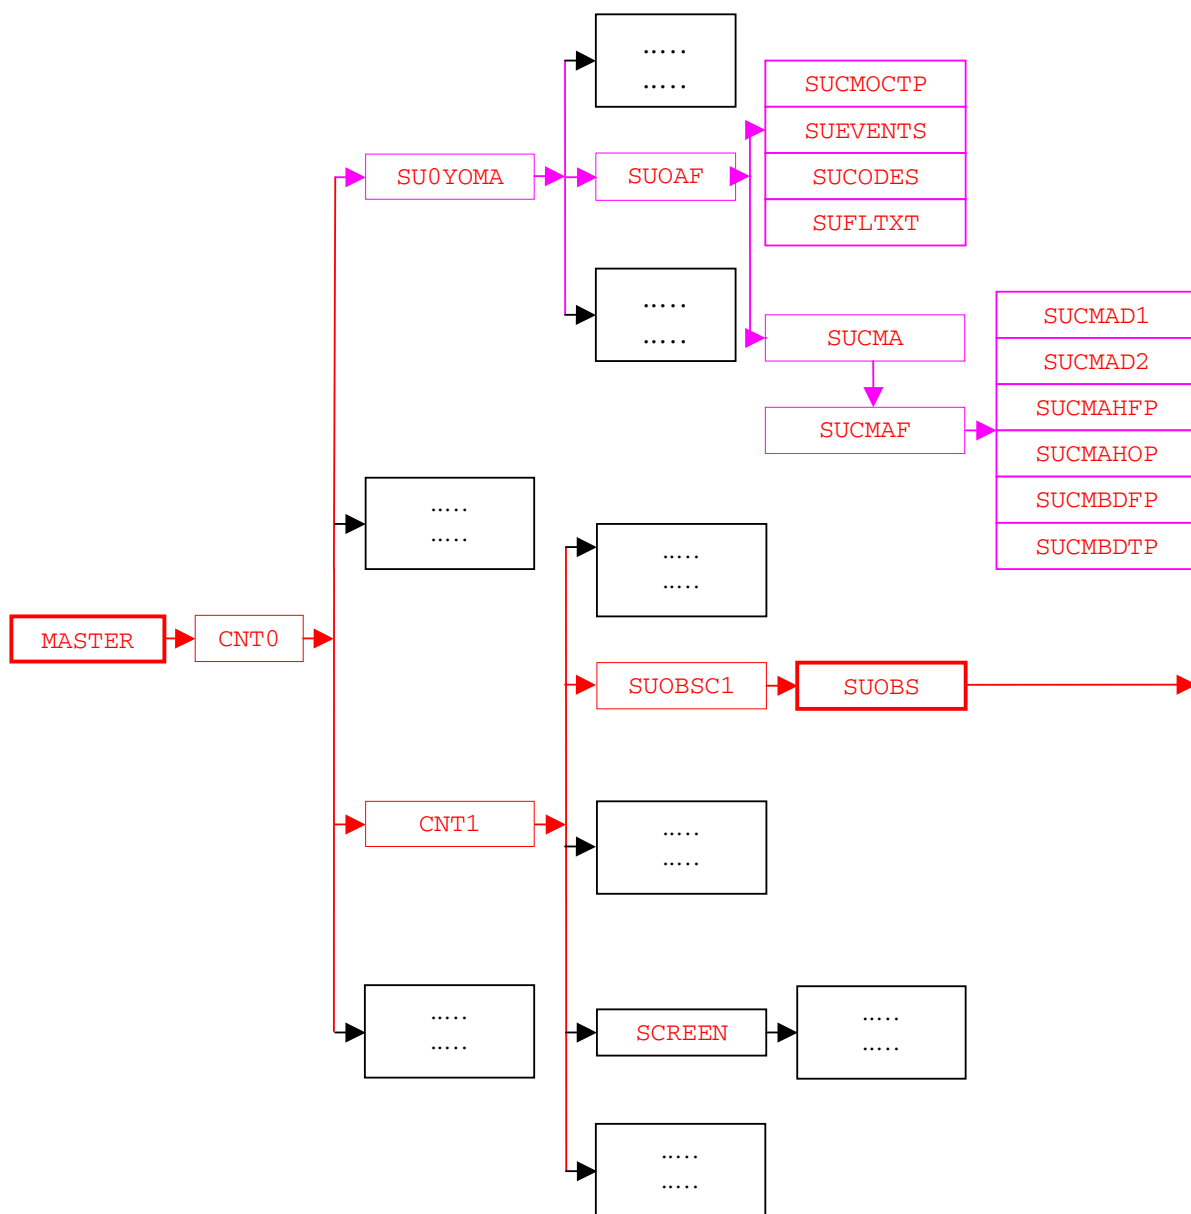 .....
.....
SUCMOCTP
SUEVENTS
SU0YOMA
SUOAF
SUCODES
SUFLTXT
.....
.....
SUCMA
SUCMAF
SUCMAD1
SUCMAD2
SUCMAHFP
SUCMAHOP
SUCMBDFP
SUCMBDTP
.....
.....
.....
.....
MASTER
CNT0
SUOBSC1
SUOBS
CNT1
.....
.....
.....
.....
SCREEN
.....
.....
.....
.....